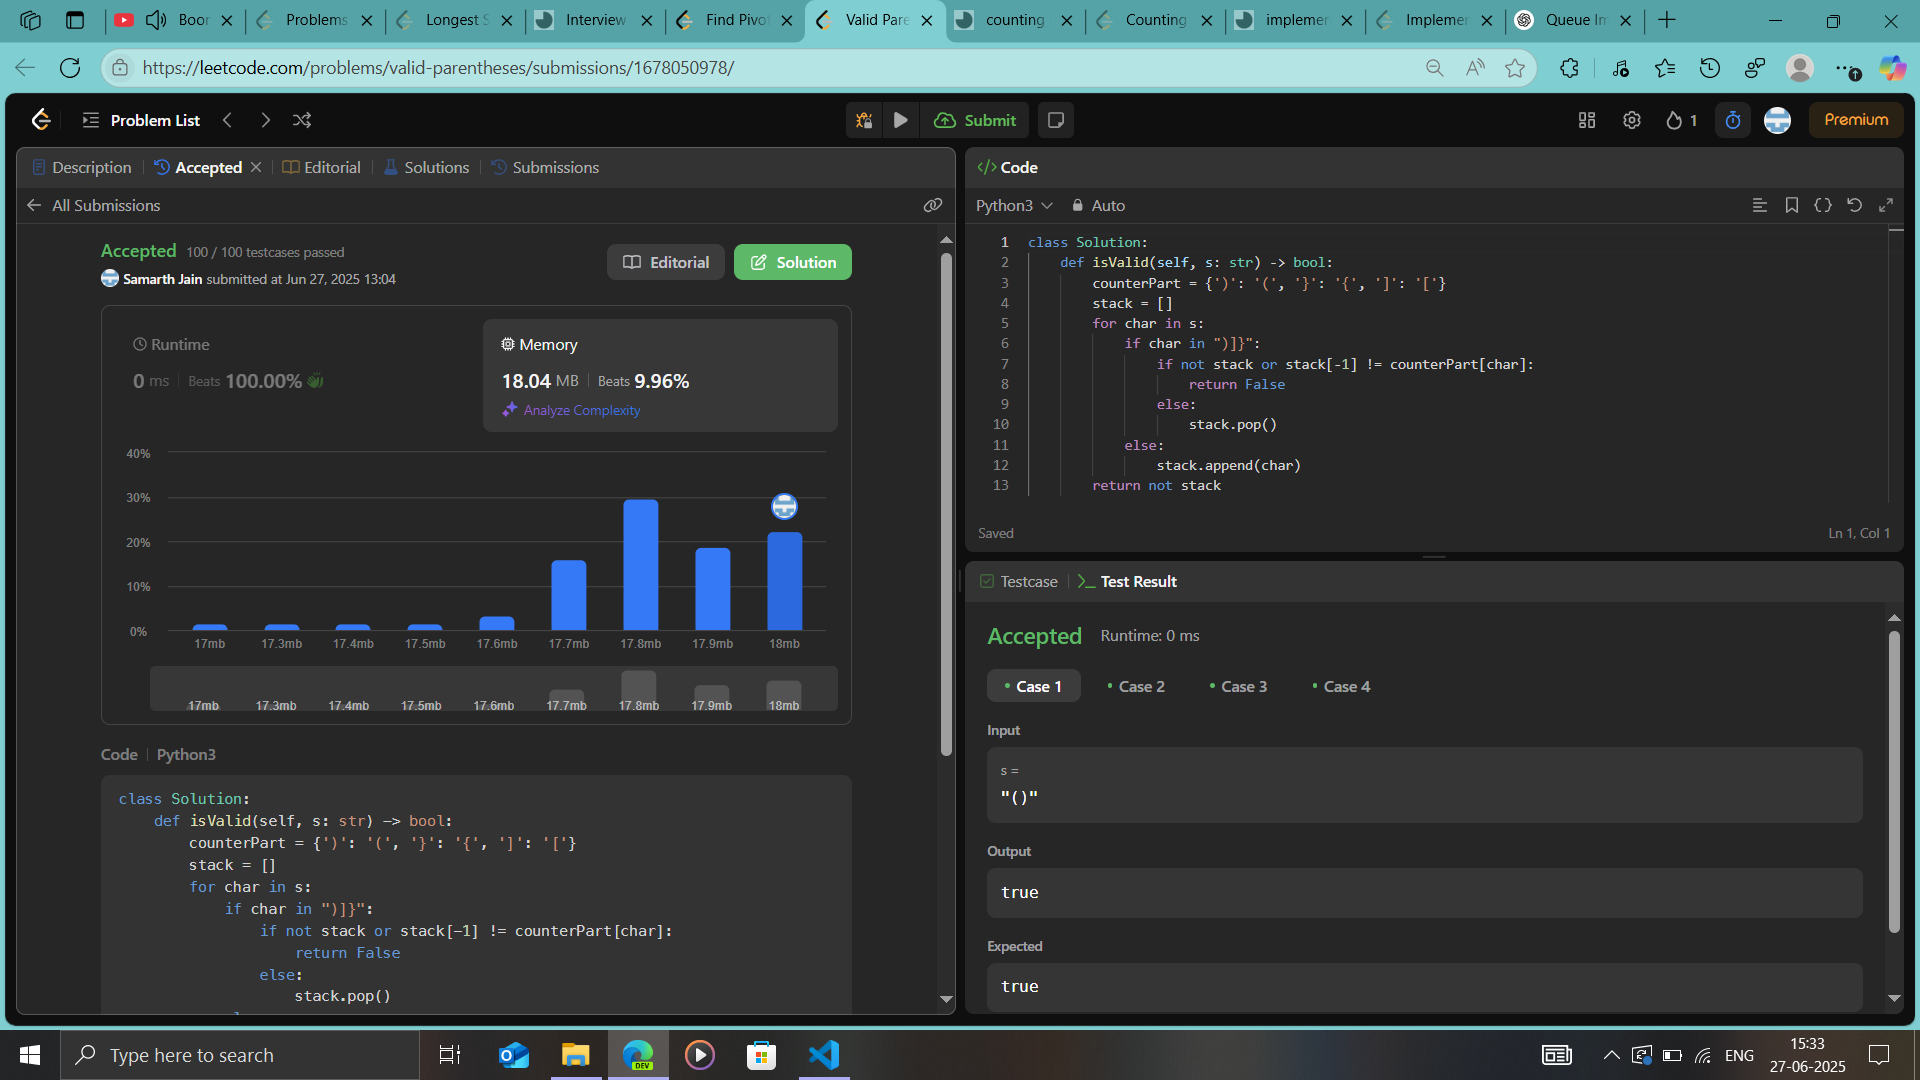 Boor
Problems
Longest S
Interview
Find Pivo
Valid Pare
counting
Counting
implemen
Implemen
Queue Im
https://leetcode.com/problems/valid-parentheses/submissions/1678050978/
Problem List
Submit
1
Premium
Description
Accepted
Editorial
Solutions
Submissions
All Submissions
Accepted 100 / 100 testcases passed
Samarth Jain submitted at Jun 27, 2025 13:04
Editorial
Solution
Runtime
0 ms Beats 100.00%
Memory
18.04 MB Beats 9.96%
Analyze Complexity
40%
30%
20%
10%
0%
17mb 17.3mb 17.4mb 17.5mb 17.6mb 17.7mb 17.8mb 17.9mb 18mb
17mb 17.3mb 17.4mb 17.5mb 17.6mb 17.7mb 17.8mb 17.9mb 18mb
Code Python3
class Solution:
    def isValid(self, s: str) -> bool:
        counterPart = {')': '(', '}': '{', ']': '['}
        stack = []
        for char in s:
            if char in ")]}":
                if not stack or stack[-1] != counterPart[char]:
                    return False
                else:
                    stack.pop()
</> Code
Python3 Auto
1 class Solution:
2     def isValid(self, s: str) -> bool:
3         counterPart = {')': '(', '}': '{', ']': '['}
4         stack = []
5         for char in s:
6             if char in ")]}":
7                 if not stack or stack[-1] != counterPart[char]:
8                     return False
9                 else:
10                     stack.pop()
11             else:
12                 stack.append(char)
13         return not stack
Saved
Ln 1, Col 1
Testcase
Test Result
Accepted Runtime: 0 ms
Case 1
Case 2
Case 3
Case 4
Input
s =
"()"
Output
true
Expected
true
Type here to search
DEV
ENG
15:33
27-06-2025